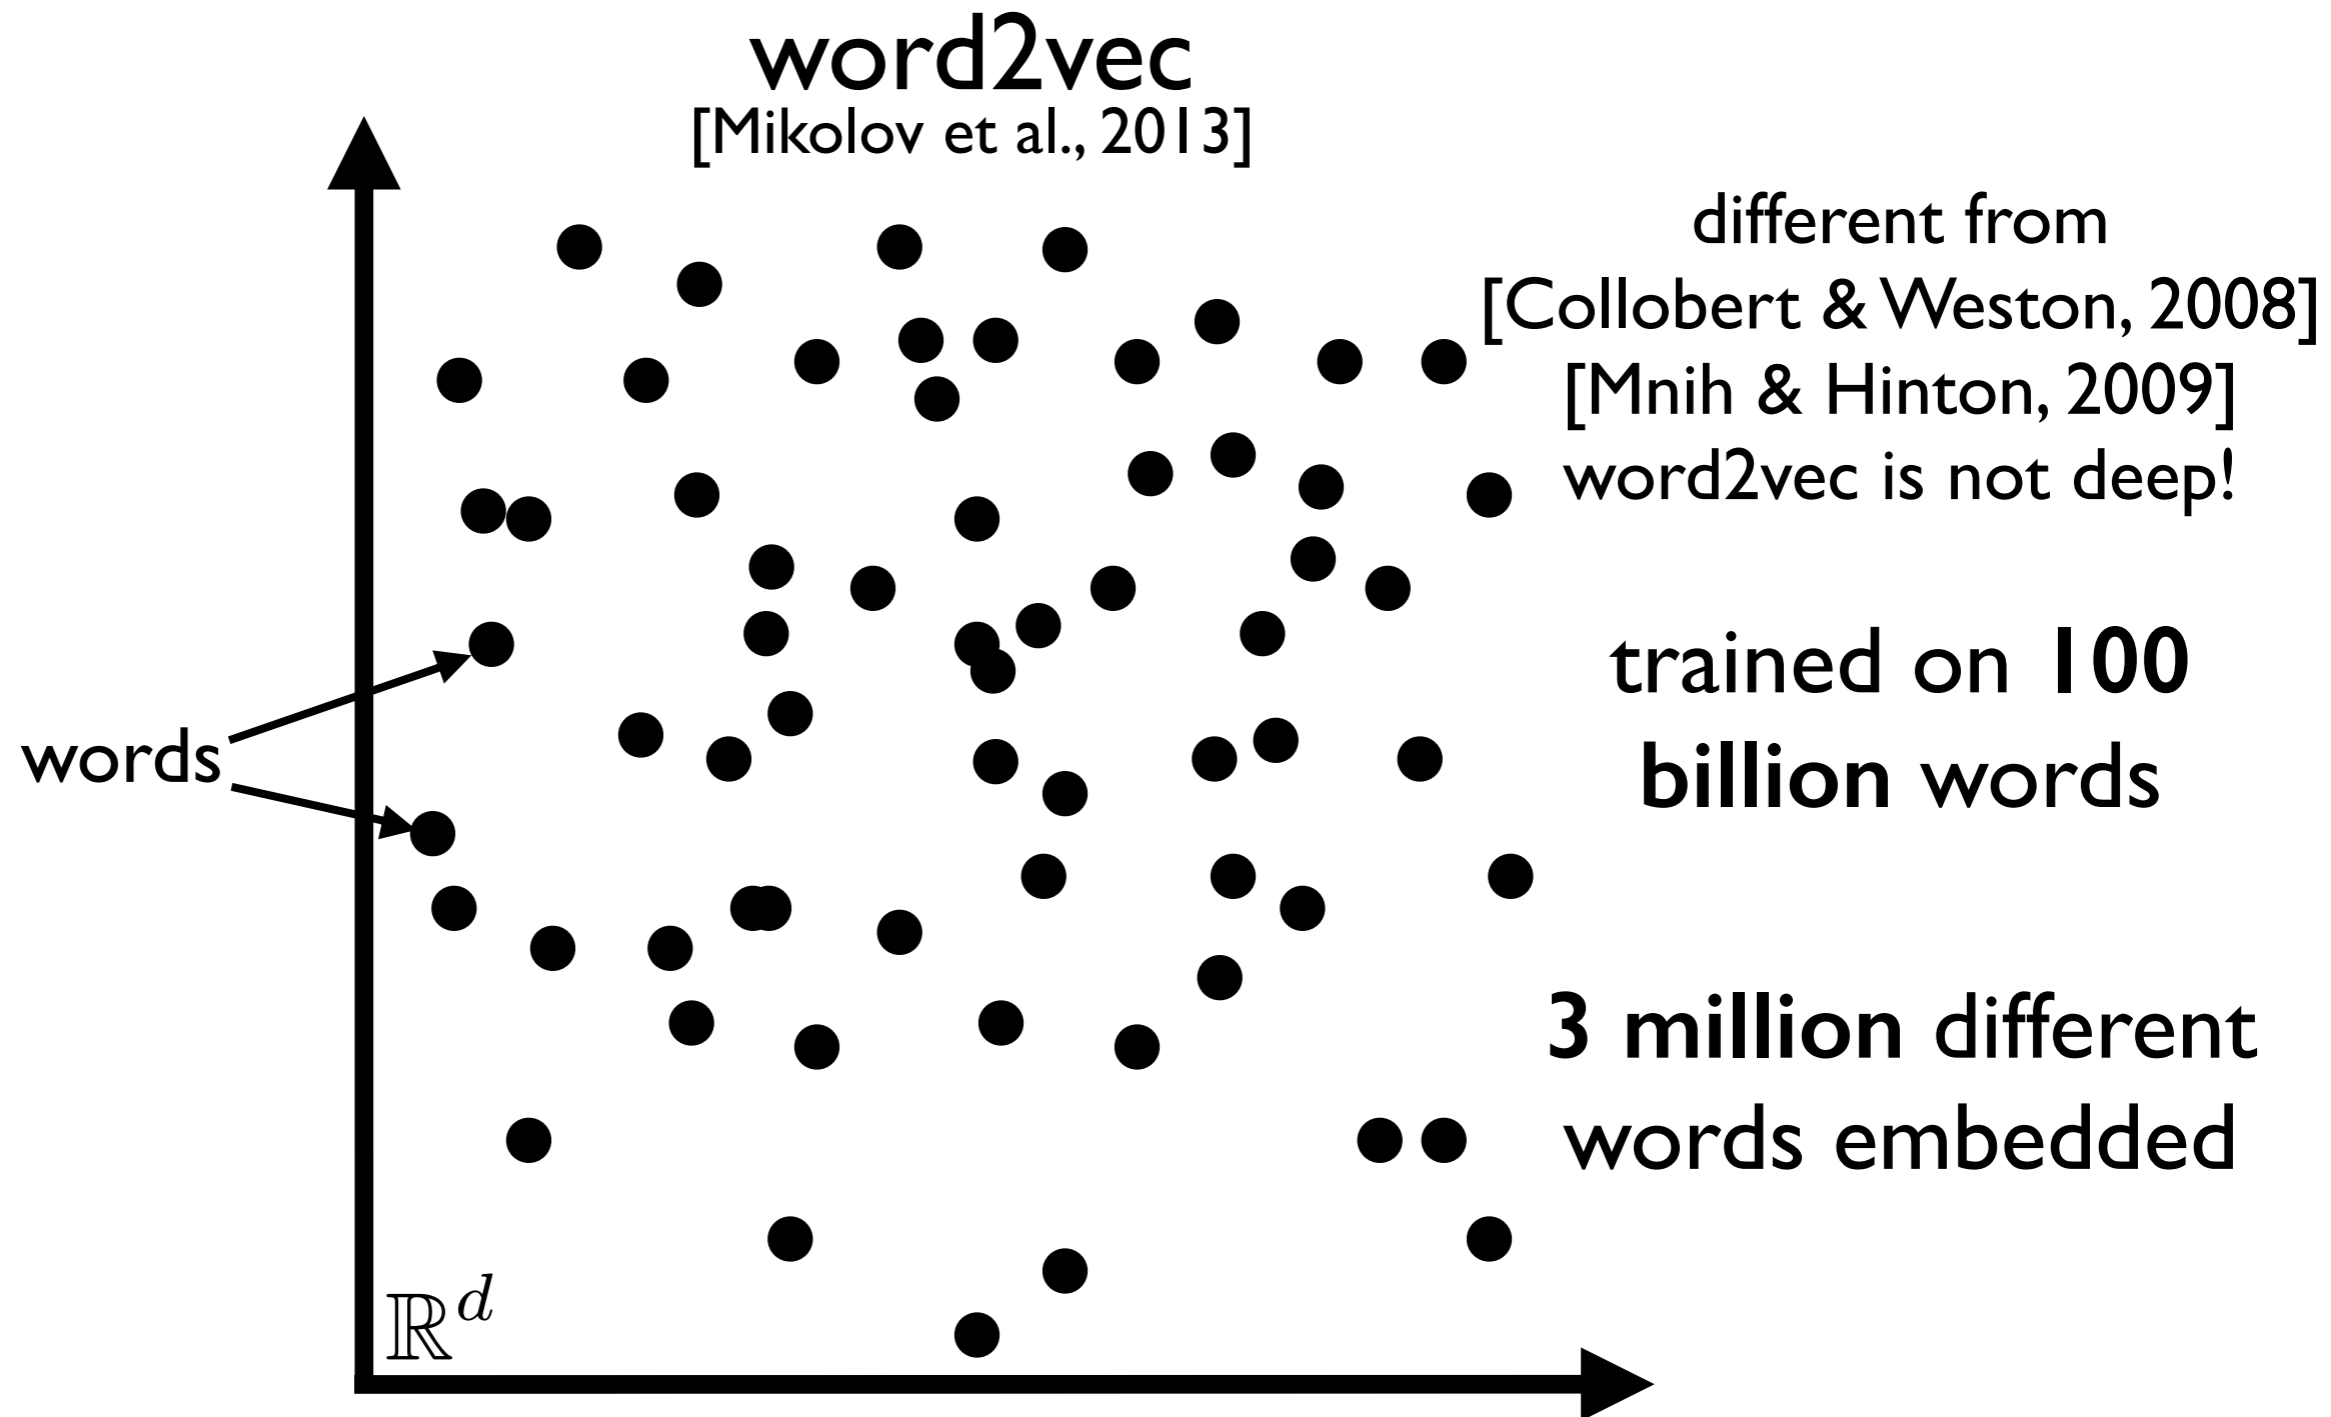 word2vec
[Mikolov et al., 2013]
different from
[Collobert & Weston, 2008]
[Mnih & Hinton, 2009]
word2vec is not deep!
trained on 100
billion words
words
3 million different
words embedded
ℝ^d